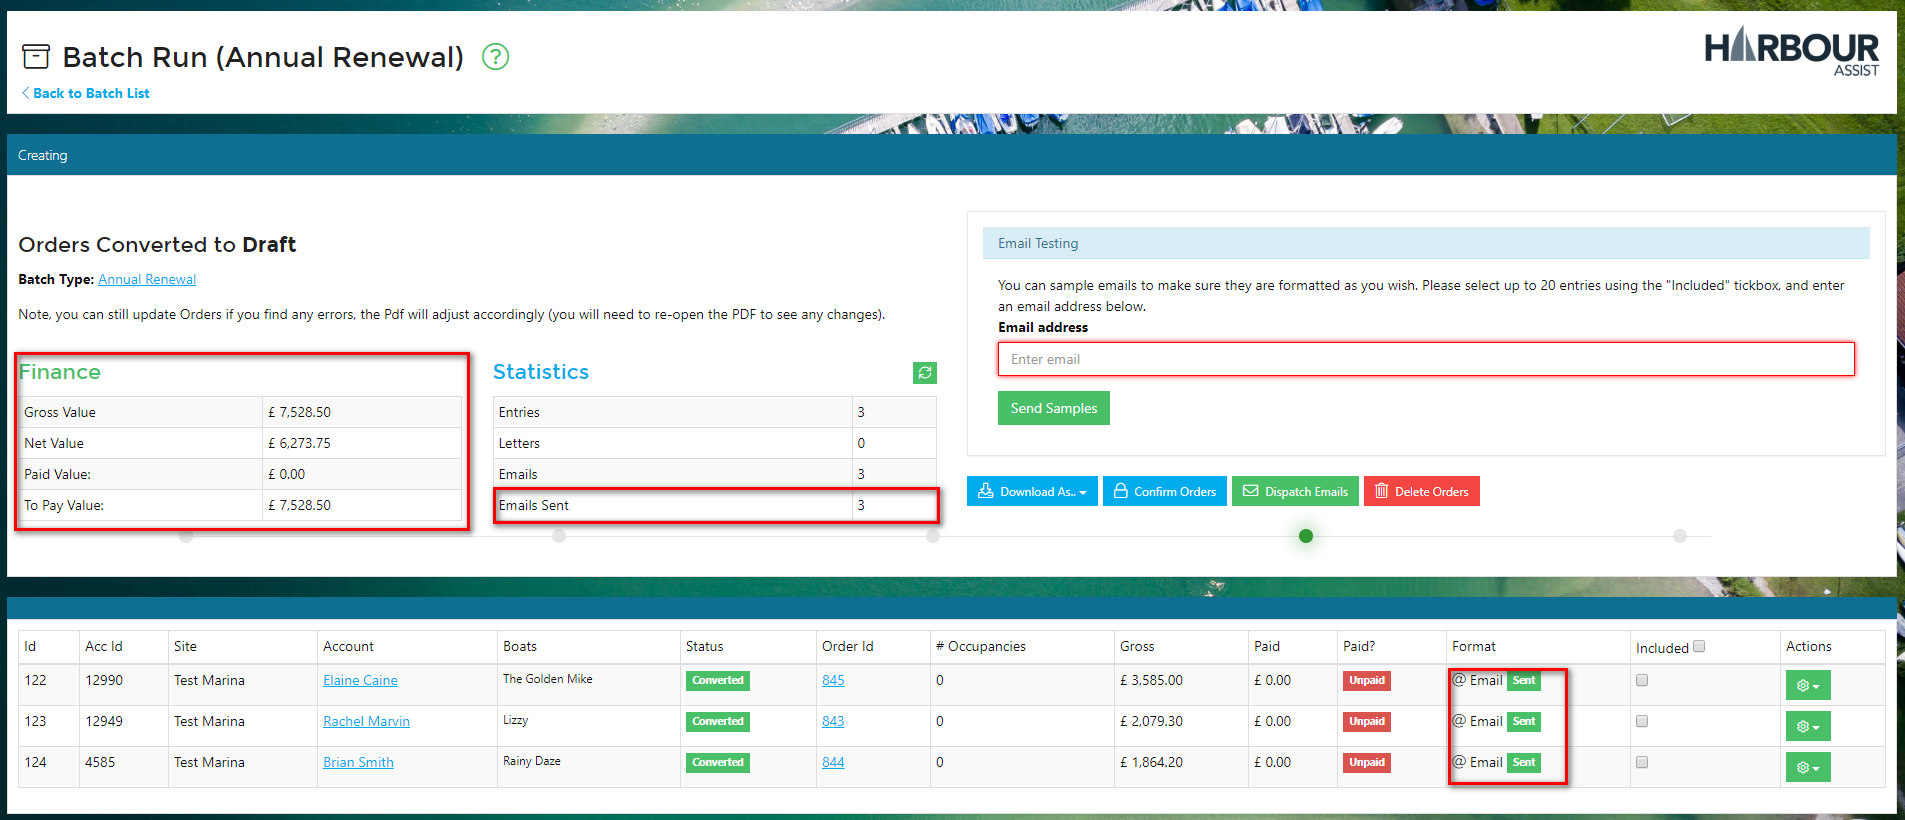 Batch Run (Annual Renewal) ?
HARBOUR
ASSIST
Back to Batch List
Creating
Orders Converted to Draft
Batch Type: Annual Renewal
Note, you can still update Orders if you find any errors, the Pdf will adjust accordingly (you will need to re-open the PDF to see any changes).
Finance
Gross Value £ 7,528.50
Net Value £ 6,273.75
Paid Value: £ 0.00
To Pay Value: £ 7,528.50
Statistics
Entries 3
Letters 0
Emails 3
Emails Sent 3
Email Testing
You can sample emails to make sure they are formatted as you wish. Please select up to 20 entries using the "Included" tickbox, and enter
an email address below.
Email address
Enter email
Send Samples
Download As.. Confirm Orders Dispatch Emails Delete Orders
Id Acc Id Site Account Boats Status Order Id # Occupancies Gross Paid Paid? Format Included Actions
122 12990 Test Marina Elaine Caine The Golden Mike Converted 845 0 £ 3,585.00 £ 0.00 Unpaid @ Email Sent
123 12949 Test Marina Rachel Marvin Lizzy Converted 843 0 £ 2,079.30 £ 0.00 Unpaid @ Email Sent
124 4585 Test Marina Brian Smith Rainy Daze Converted 844 0 £ 1,864.20 £ 0.00 Unpaid @ Email Sent